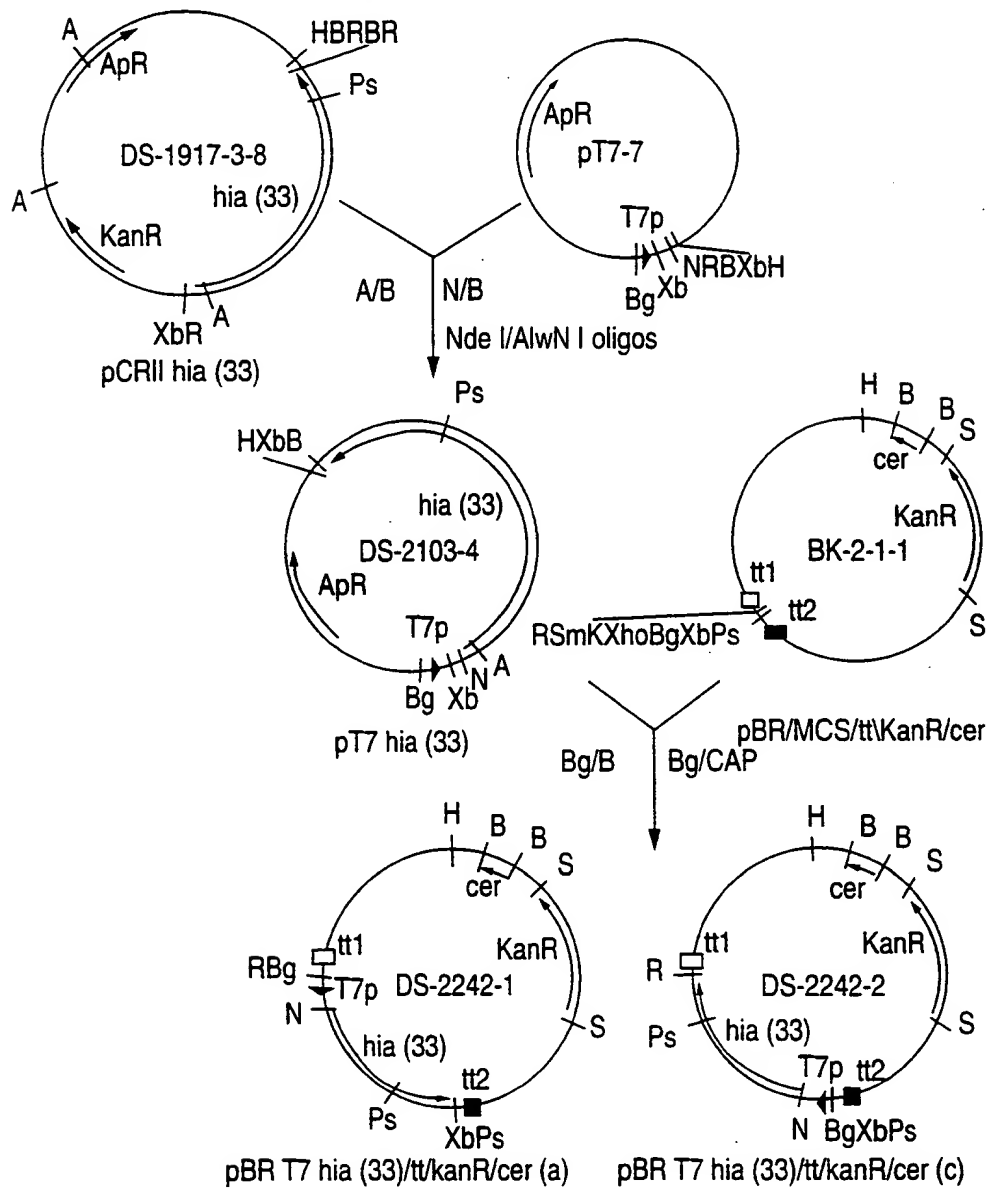 A
ApR
HBRBR
Ps
DS-1917-3-8
hia (33)
A
KanR
XbR
A
pCRII hia (33)
ApR
pT7-7
T7p
NRBXbH
Xb
Bg
A/B
N/B
Nde I/AlwN I oligos
Ps
HXbB
hia (33)
DS-2103-4
ApR
T7p
Bg
Xb
N
A
pT7 hia (33)
H
B
B
S
cer
KanR
BK-2-1-1
tt1
tt2
RSmKXhoBgXbPs
S
pBR/MCS/tt\KanR/cer
Bg/B
Bg/CAP
H
B
B
S
cer
KanR
tt1
RBg
T7p
DS-2242-1
N
hia (33)
S
tt2
Ps
XbPs
pBR T7 hia (33)/tt/kanR/cer (a)
H
B
B
S
cer
KanR
tt1
R
DS-2242-2
Ps
hia (33)
S
T7p
tt2
N
BgXbPs
pBR T7 hia (33)/tt/kanR/cer (c)